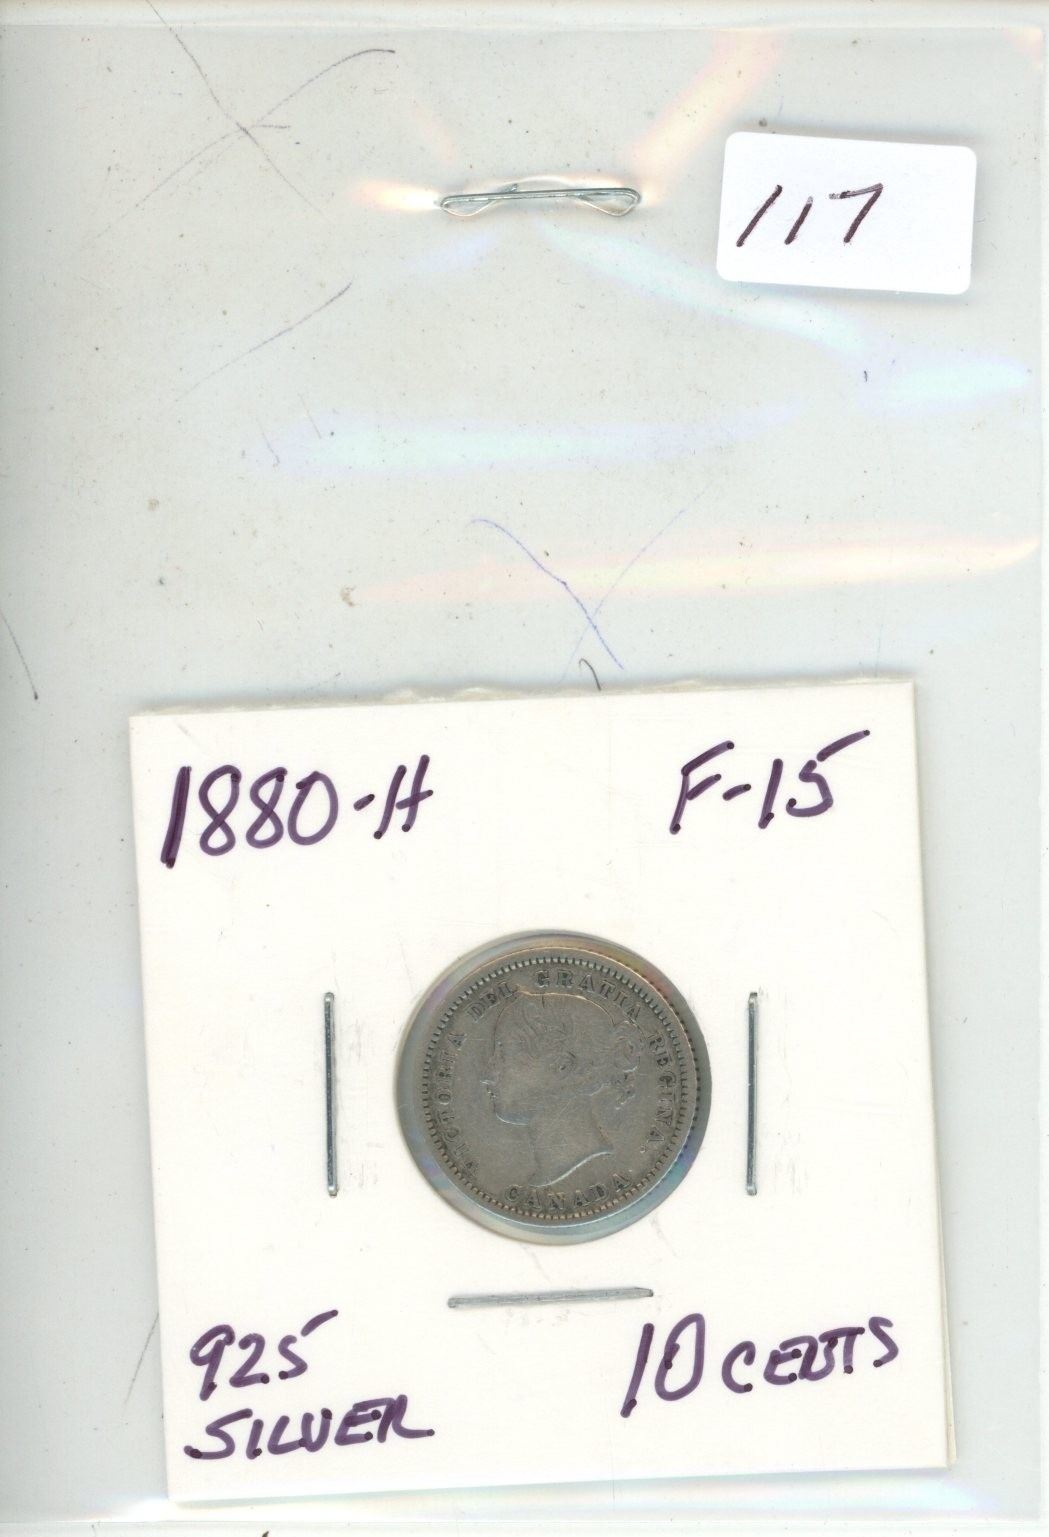 117
1880-H F-15
VICTORIA DEI GRATIA REGINA.
CANADA
925 10 CENTS
SILVER